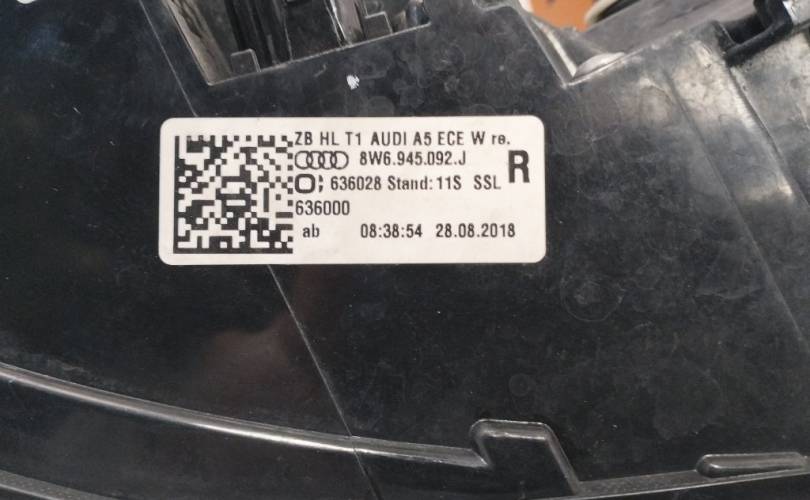 ZB HL T1 AUDI A5 ECE W re.
8W6.945.092.J
R
636028 Stand: 11S SSL
636000
ab 08:38:54 28.08.2018